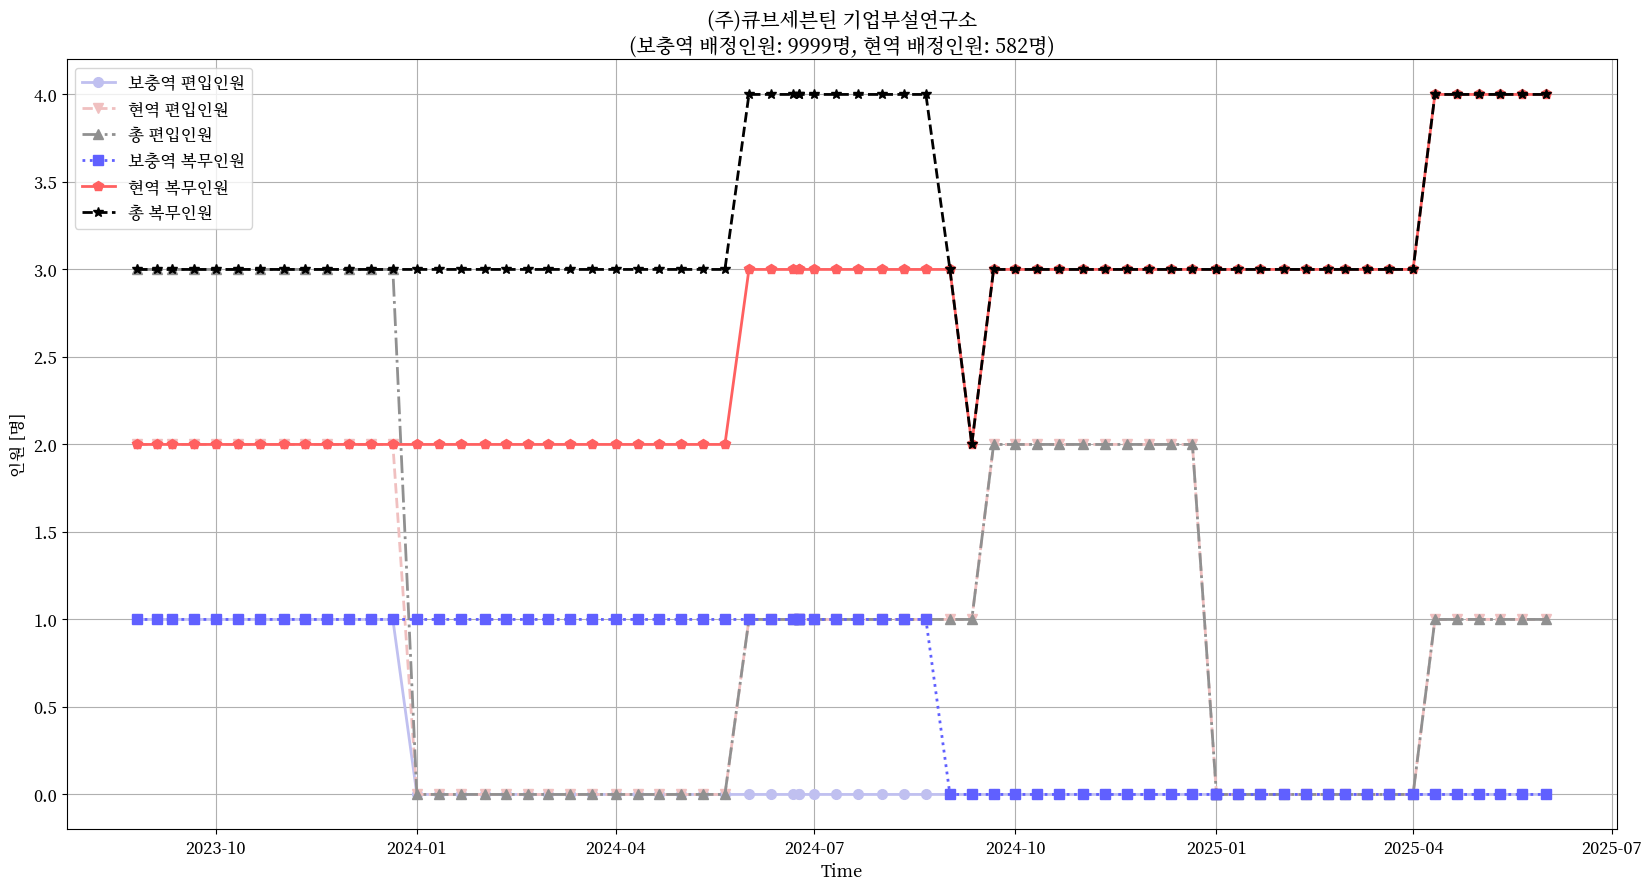 (주)큐브세븐틴 기업부설연구소
(보충역 배정인원: 9999명, 현역 배정인원: 582명)
보충역 편입인원
현역 편입인원
총 편입인원
보충역 복무인원
현역 복무인원
총 복무인원
4.0
3.5
3.0
2.5
2.0
1.5
1.0
0.5
0.0
인원 [명]
2023-10
2024-01
2024-04
2024-07
2024-10
2025-01
2025-04
2025-07
Time